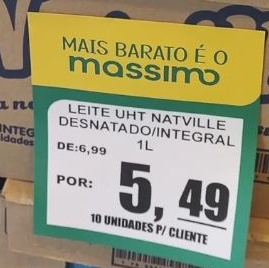 MAIS BARATO É O
massimo
LEITE UHT NATVILLE
DESNATADO/INTEGRAL
1L
DE:6,99
POR: 5,49
10 UNIDADES P/ CLIENTE